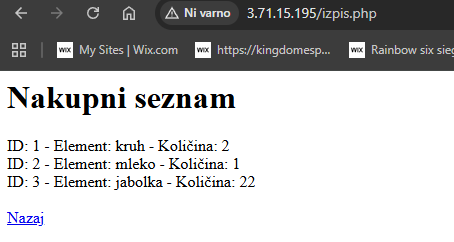 Ni varno
3.71.15.195/izpis.php
My Sites | Wix.com
https://kingdomesp...
Rainbow six sieg
Nakupni seznam
ID: 1 - Element: kruh - Količina: 2
ID: 2 - Element: mleko - Količina: 1
ID: 3 - Element: jabolka - Količina: 22
Nazaj